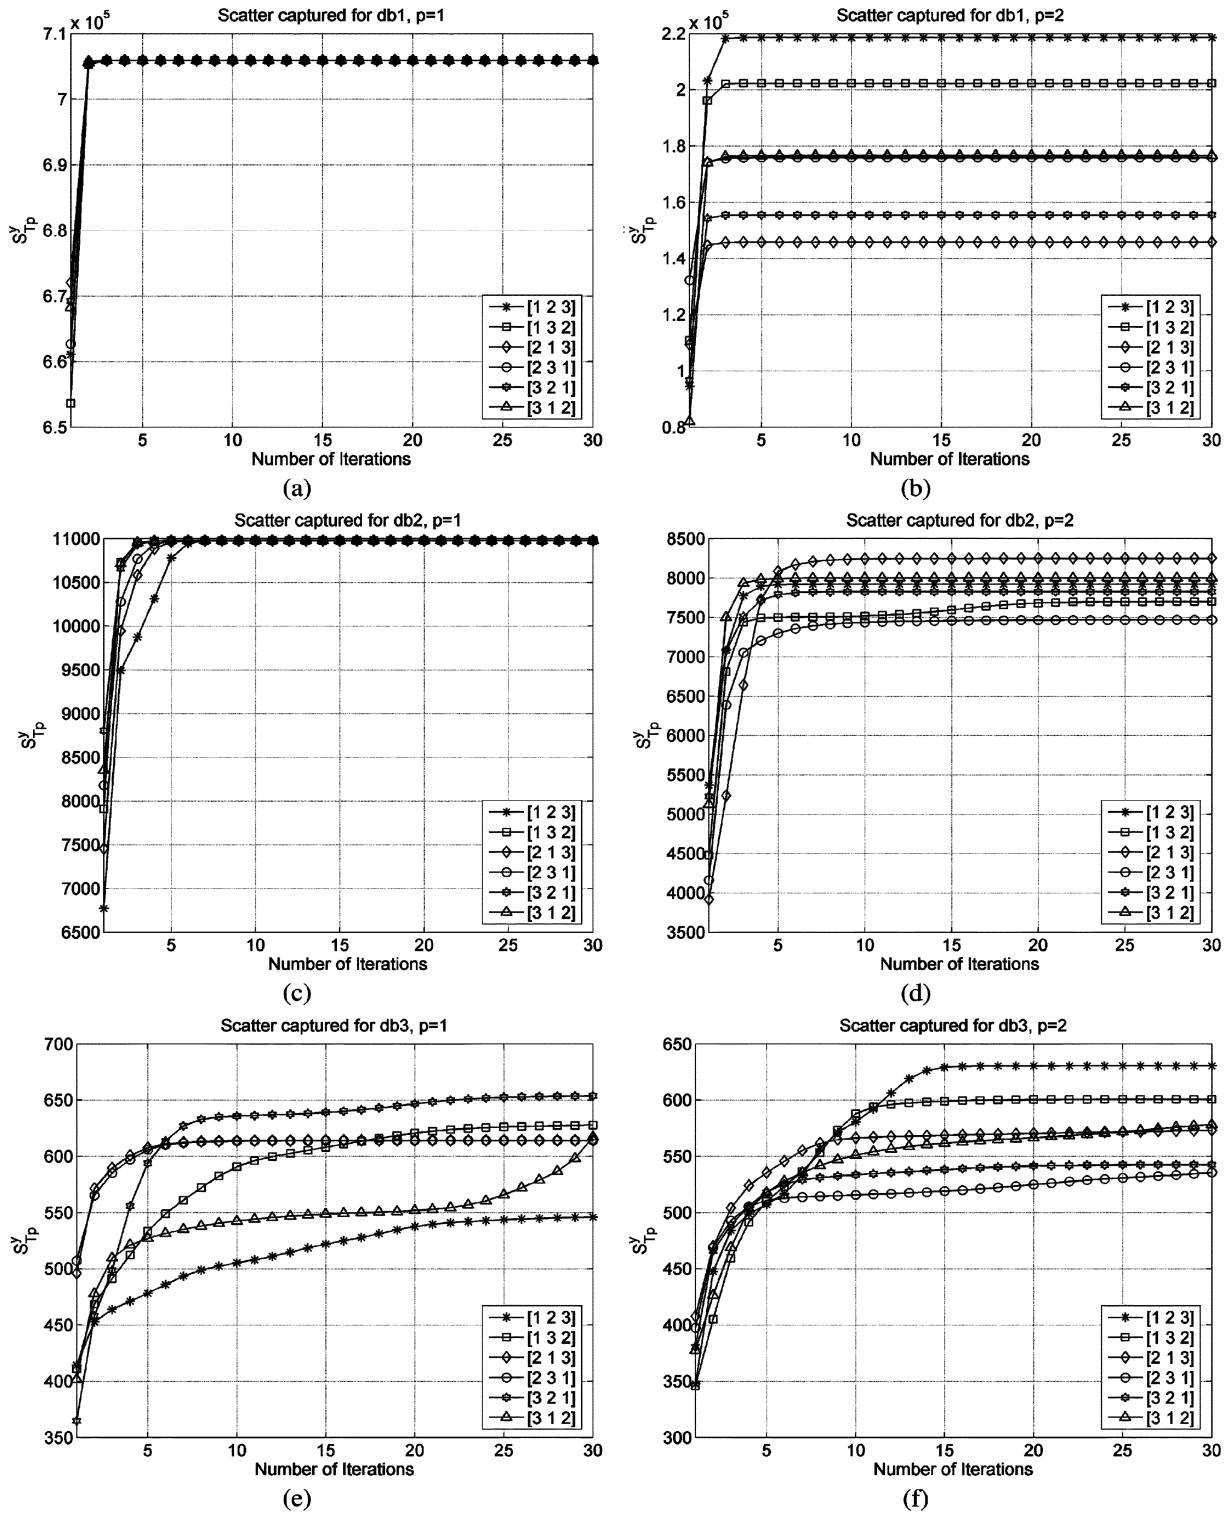 Scatter captured for db1, p=1
x 10⁵
7.1
7
6.9
6.8
6.7
6.6
6.5
S^y_Tp
5 10 15 20 25 30
Number of Iterations
[1 2 3]
[1 3 2]
[2 1 3]
[2 3 1]
[3 2 1]
[3 1 2]
(a)
Scatter captured for db1, p=2
x 10⁵
2.2
2
1.8
1.6
1.4
1.2
1
0.8
S^y_Tp
5 10 15 20 25 30
Number of Iterations
[1 2 3]
[1 3 2]
[2 1 3]
[2 3 1]
[3 2 1]
[3 1 2]
(b)
Scatter captured for db2, p=1
11000
10500
10000
9500
9000
8500
8000
7500
7000
6500
S^y_Tp
5 10 15 20 25 30
Number of Iterations
[1 2 3]
[1 3 2]
[2 1 3]
[2 3 1]
[3 2 1]
[3 1 2]
(c)
Scatter captured for db2, p=2
8500
8000
7500
7000
6500
6000
5500
5000
4500
4000
3500
S^y_Tp
5 10 15 20 25 30
Number of Iterations
[1 2 3]
[1 3 2]
[2 1 3]
[2 3 1]
[3 2 1]
[3 1 2]
(d)
Scatter captured for db3, p=1
700
650
600
550
500
450
400
350
S^y_Tp
5 10 15 20 25 30
Number of Iterations
[1 2 3]
[1 3 2]
[2 1 3]
[2 3 1]
[3 2 1]
[3 1 2]
(e)
Scatter captured for db3, p=2
650
600
550
500
450
400
350
300
S^y_Tp
5 10 15 20 25 30
Number of Iterations
[1 2 3]
[1 3 2]
[2 1 3]
[2 3 1]
[3 2 1]
[3 1 2]
(f)